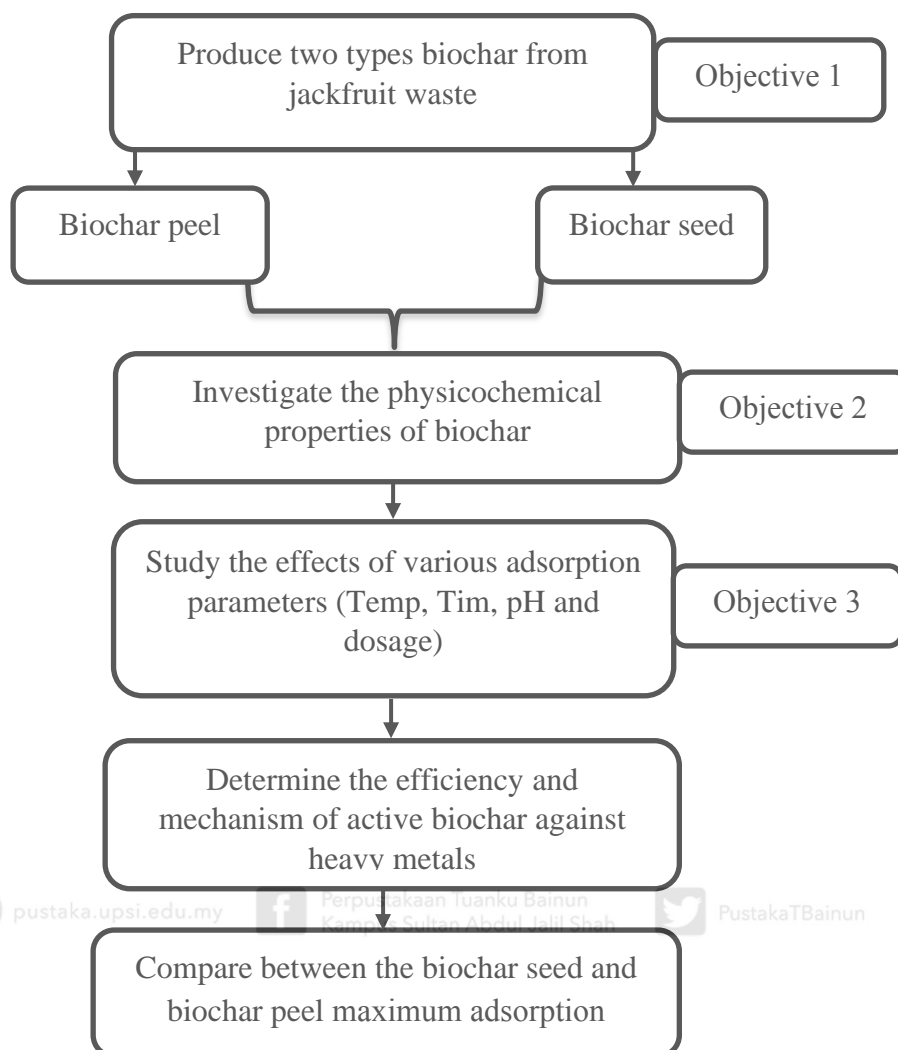 Produce two types biochar from
jackfruit waste
Objective 1
Biochar peel
Biochar seed
Investigate the physicochemical
properties of biochar
Objective 2
Study the effects of various adsorption
parameters (Temp, Tim, pH and
dosage)
Objective 3
Determine the efficiency and
mechanism of active biochar against
heavy metals
pustaka.upsi.edu.my
Perpustakaan Tuanku Bainun
Kampus Sultan Abdul Jalil Shah
PustakaTBainun
Compare between the biochar seed and
biochar peel maximum adsorption